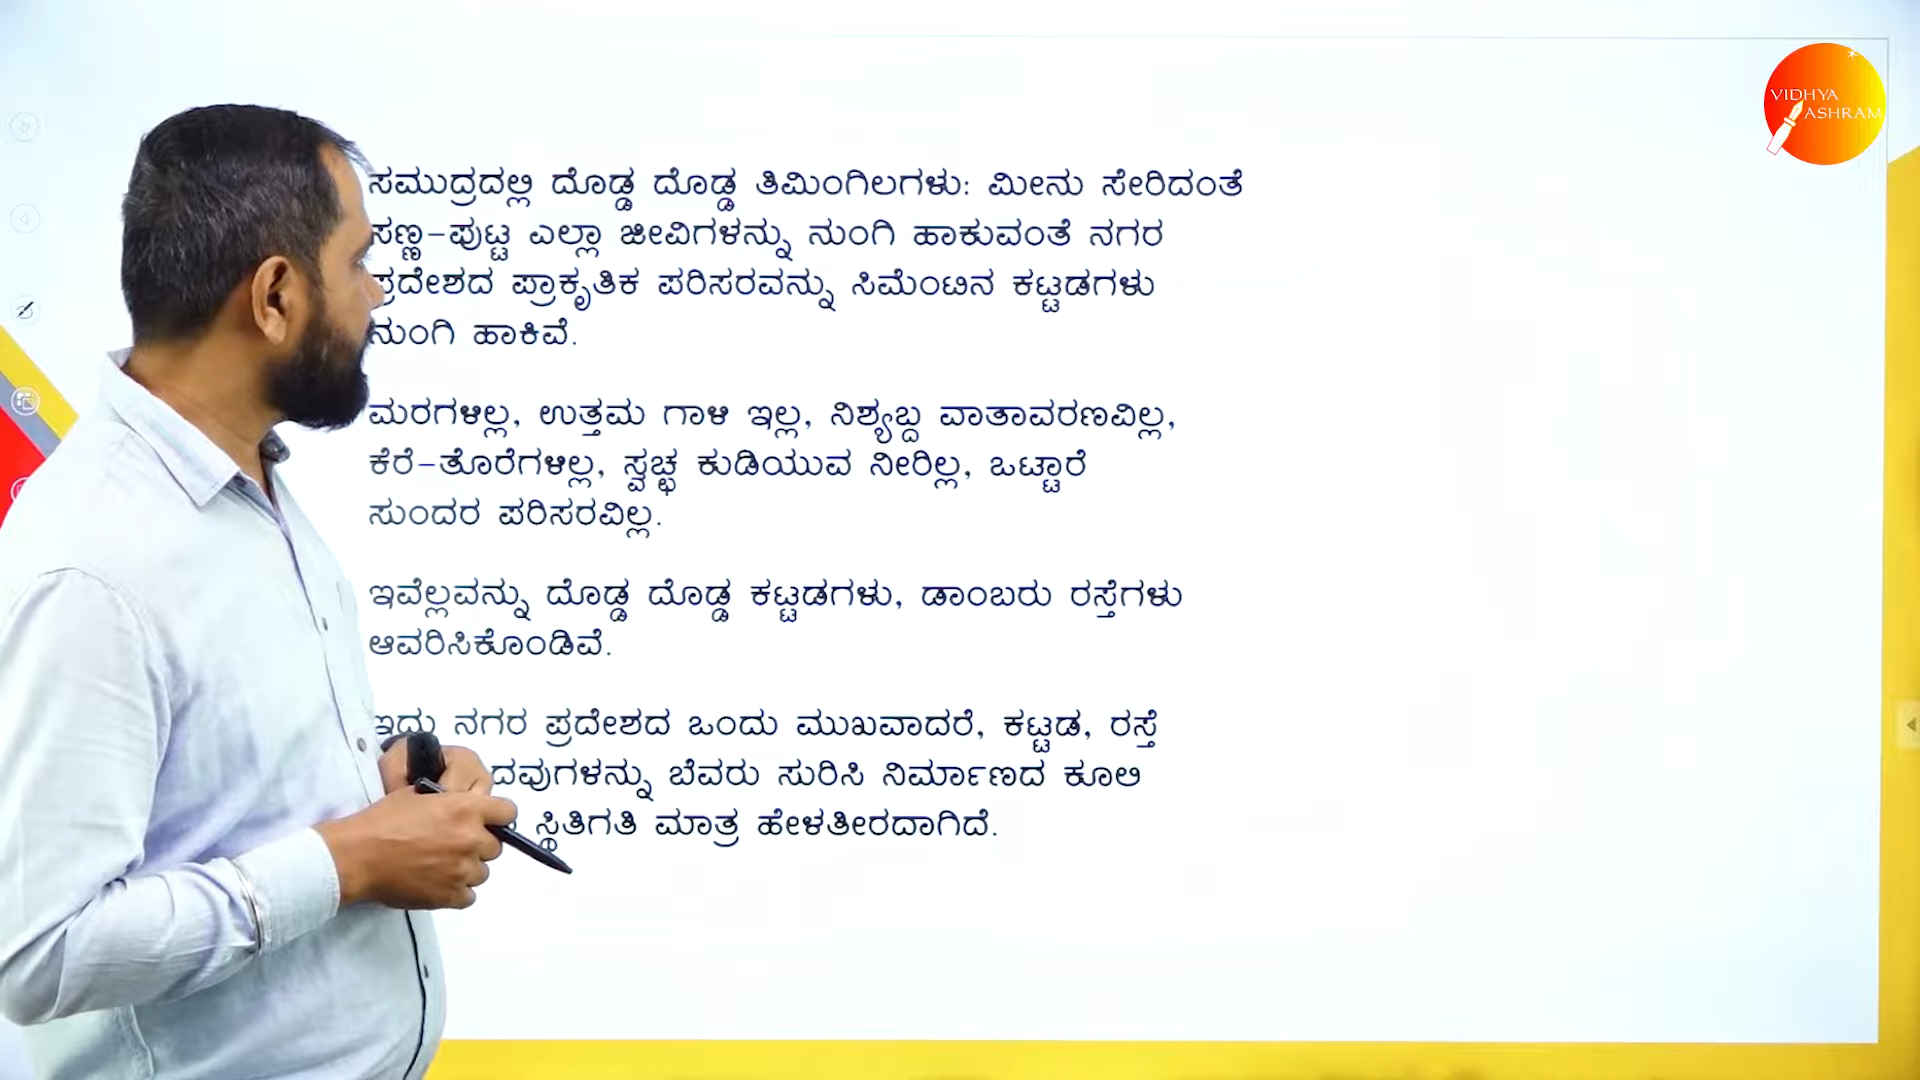 VIDHYA
ASHRAM
ಸಮುದ್ರದಲ್ಲಿ ದೊಡ್ಡ ದೊಡ್ಡ ತಿಮಿಂಗಿಲಗಳು: ಮೀನು ಸೇರಿದಂತೆ
ಸಣ್ಣ-ಪುಟ್ಟ ಎಲ್ಲಾ ಜೀವಿಗಳನ್ನು ನುಂಗಿ ಹಾಕುವಂತೆ ನಗರ
ಪ್ರದೇಶದ ಪ್ರಾಕೃತಿಕ ಪರಿಸರವನ್ನು ಸಿಮೆಂಟಿನ ಕಟ್ಟಡಗಳು
ನುಂಗಿ ಹಾಕಿವೆ.
ಮರಗಳಿಲ್ಲ, ಉತ್ತಮ ಗಾಳಿ ಇಲ್ಲ, ನಿಶ್ಯಬ್ದ ವಾತಾವರಣವಿಲ್ಲ,
ಕೆರೆ-ತೊರೆಗಳಿಲ್ಲ, ಸ್ವಚ್ಛ ಕುಡಿಯುವ ನೀರಿಲ್ಲ, ಒಟ್ಟಾರೆ
ಸುಂದರ ಪರಿಸರವಿಲ್ಲ.
ಇವೆಲ್ಲವನ್ನು ದೊಡ್ಡ ದೊಡ್ಡ ಕಟ್ಟಡಗಳು, ಡಾಂಬರು ರಸ್ತೆಗಳು
ಆವರಿಸಿಕೊಂಡಿವೆ.
ಇದು ನಗರ ಪ್ರದೇಶದ ಒಂದು ಮುಖವಾದರೆ, ಕಟ್ಟಡ, ರಸ್ತೆ
ಬೆವರು ಸುರಿಸಿ ನಿರ್ಮಾಣದ ಕೂಲಿ
ಸ್ಥಿತಿಗತಿ ಮಾತ್ರ ಹೇಳತೀರದಾಗಿದೆ.